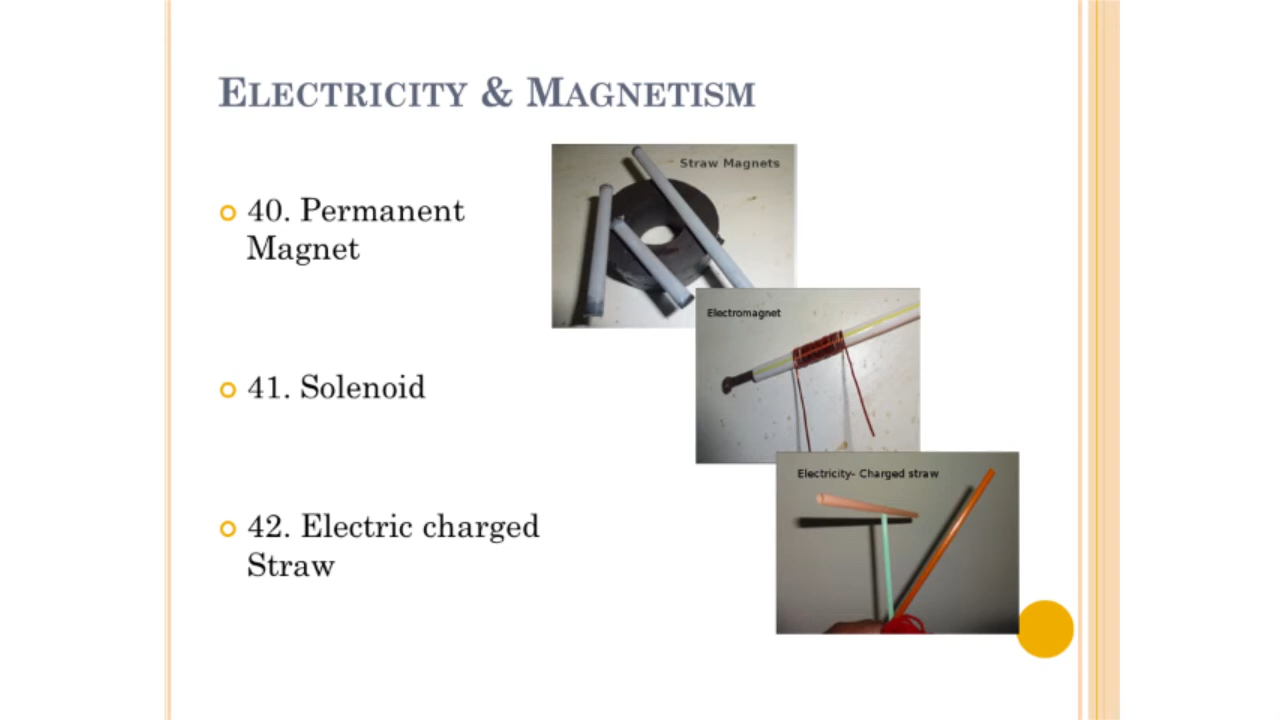 ELECTRICITY & MAGNETISM
40. Permanent
Magnet
41. Solenoid
42. Electric charged
Straw
Straw Magnets
Electromagnet
Electricity- Charged straw